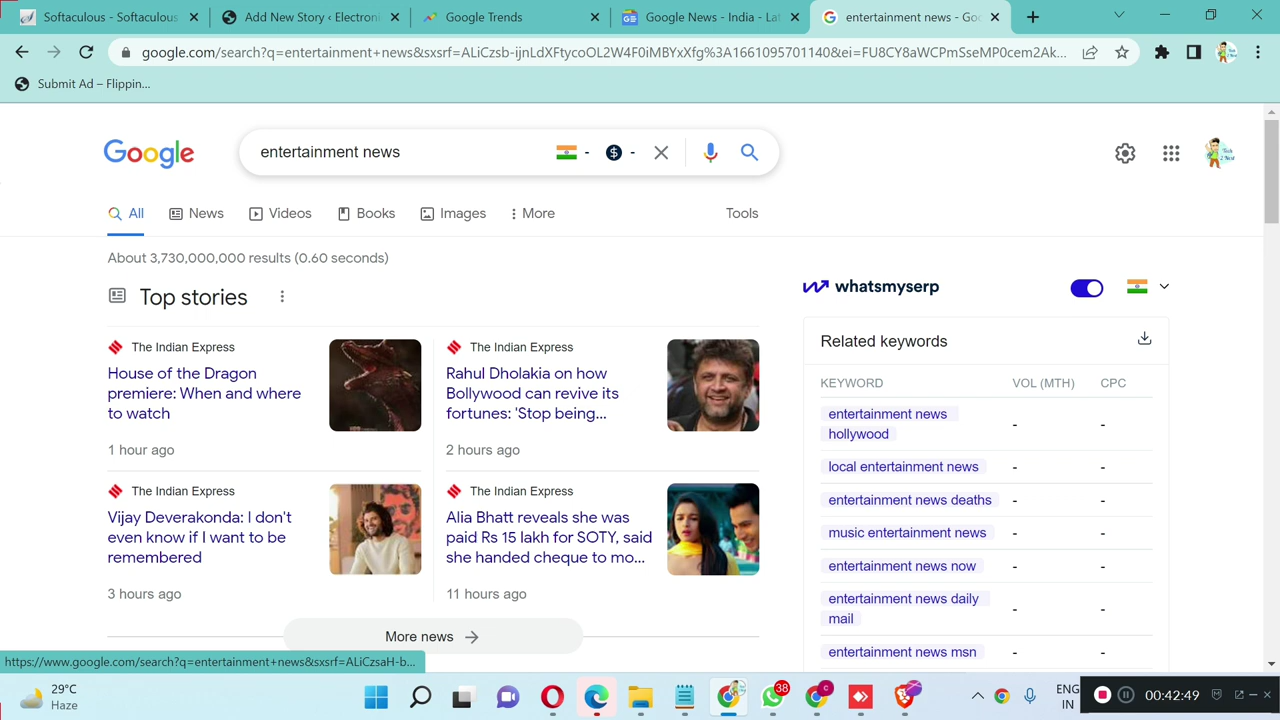 Softaculous - Softaculous
Add New Story ‹ Electroni
Google Trends
Google News - India - Lat
entertainment news - Goo
google.com/search?q=entertainment+news&sxsrf=ALiCzsb-ijnLdXFtycoOL2W4F0iMBYxXfg%3A1661095701140&ei=FU8CY8aWCPmSseMP0cem2Ak...
Submit Ad – Flippin...
Google
entertainment news
- $ -
All
News
Videos
Books
Images
More
Tools
About 3,730,000,000 results (0.60 seconds)
Top stories
The Indian Express
House of the Dragon
premiere: When and where
to watch
1 hour ago
The Indian Express
Rahul Dholakia on how
Bollywood can revive its
fortunes: 'Stop being...
2 hours ago
The Indian Express
Vijay Deverakonda: I don't
even know if I want to be
remembered
3 hours ago
The Indian Express
Alia Bhatt reveals she was
paid Rs 15 lakh for SOTY, said
she handed cheque to mo...
11 hours ago
More news
whatsmyserp
Related keywords
KEYWORD VOL (MTH) CPC
entertainment news
hollywood - -
local entertainment news - -
entertainment news deaths - -
music entertainment news - -
entertainment news now - -
entertainment news daily
mail - -
entertainment news msn - -
https://www.google.com/search?q=entertainment+news&sxsrf=ALiCzsaH-b...
29°C
Haze
38
C
ENG
IN
00:42:49